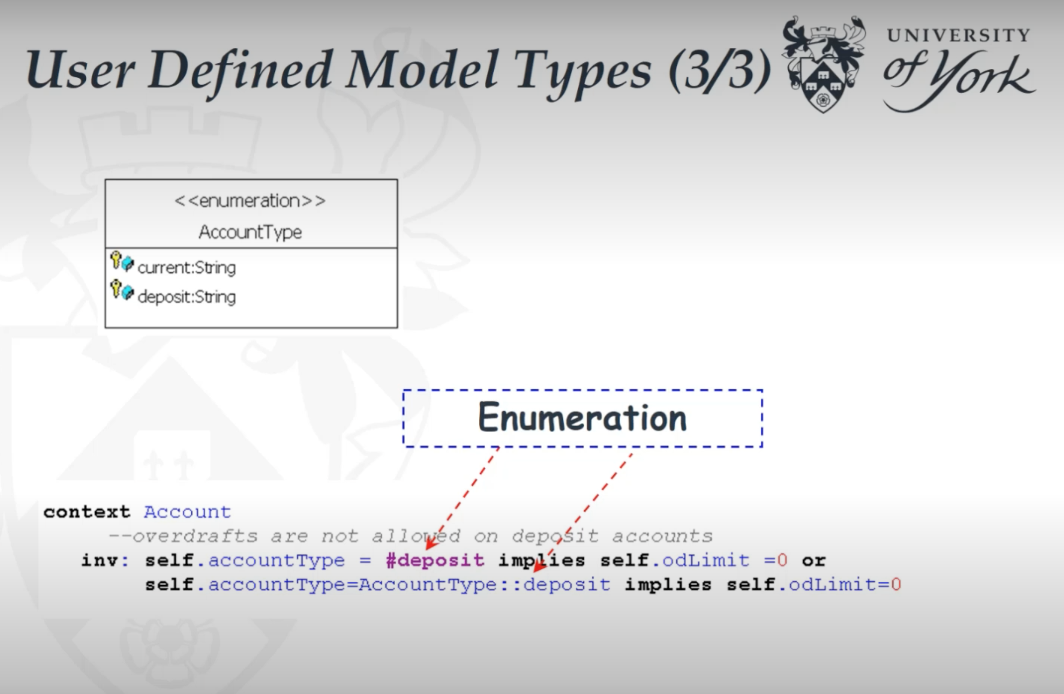 User Defined Model Types (3/3)
UNIVERSITY
of York
<<enumeration>>
AccountType
current:String
deposit:String
Enumeration
context Account
--overdrafts are not allowed on deposit accounts
inv: self.accountType = #deposit implies self.odLimit =0 or
self.accountType=AccountType::deposit implies self.odLimit=0